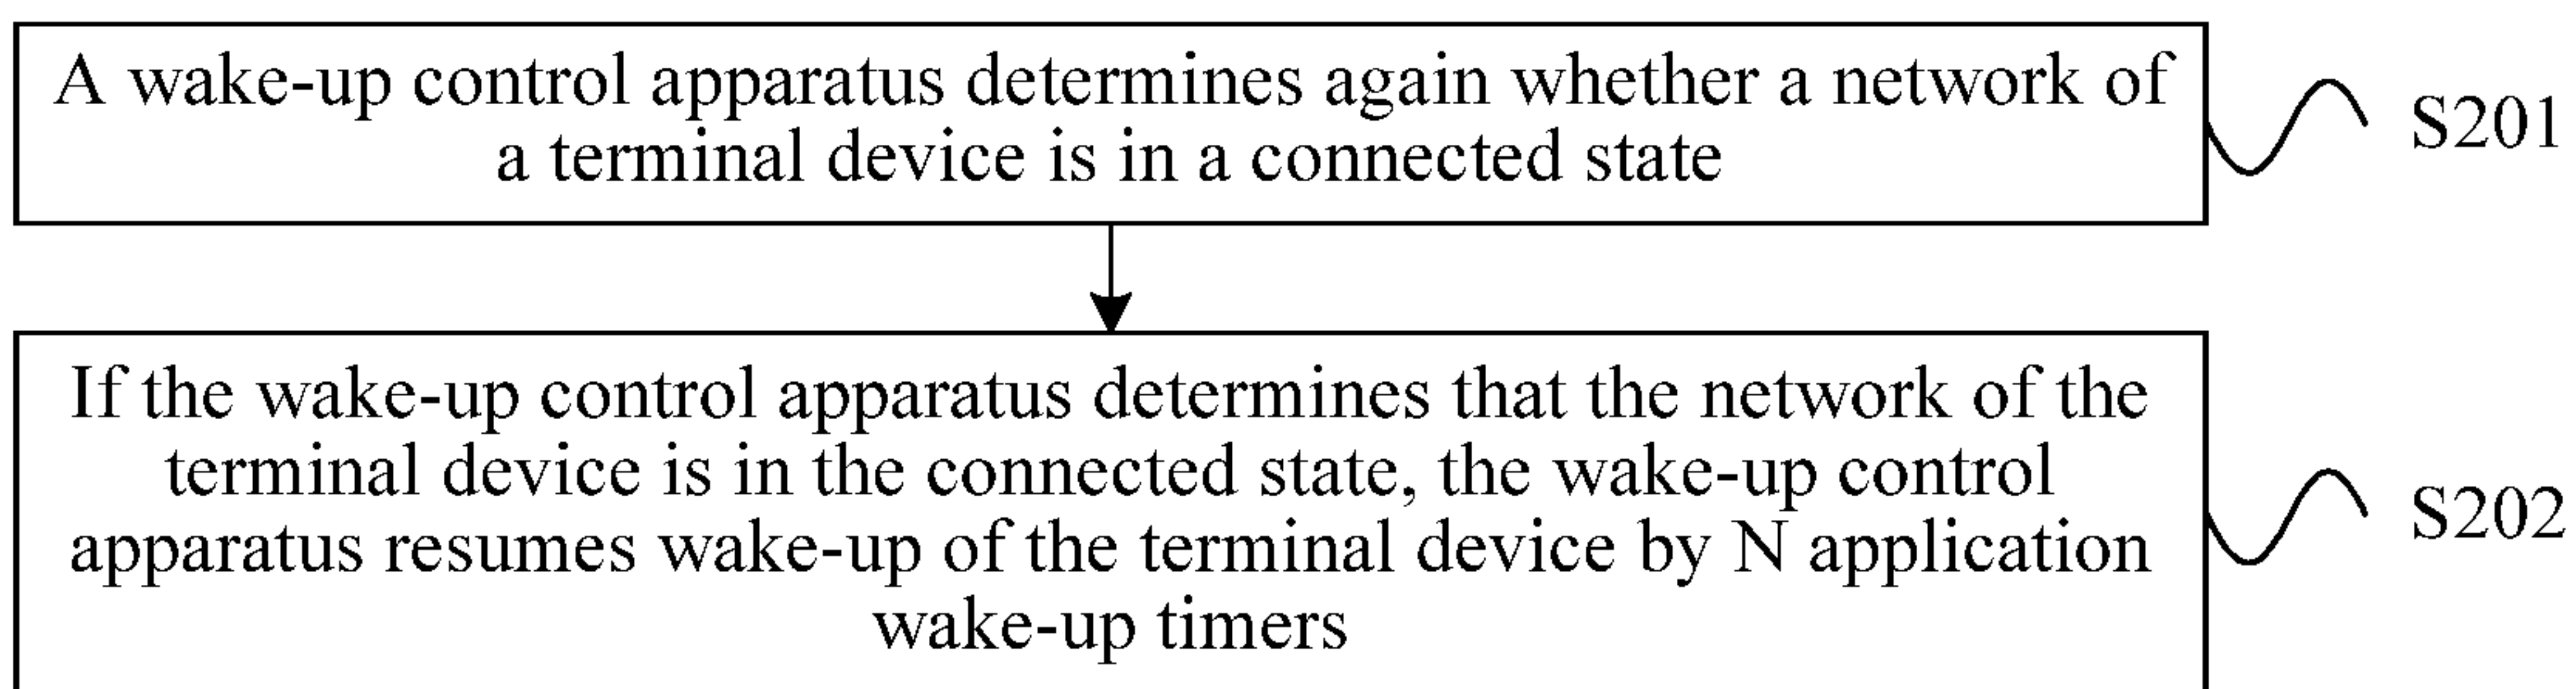 A wake-up control apparatus determines again whether a network of
a terminal device is in a connected state
S201
If the wake-up control apparatus determines that the network of the
terminal device is in the connected state, the wake-up control
apparatus resumes wake-up of the terminal device by N application
wake-up timers
S202